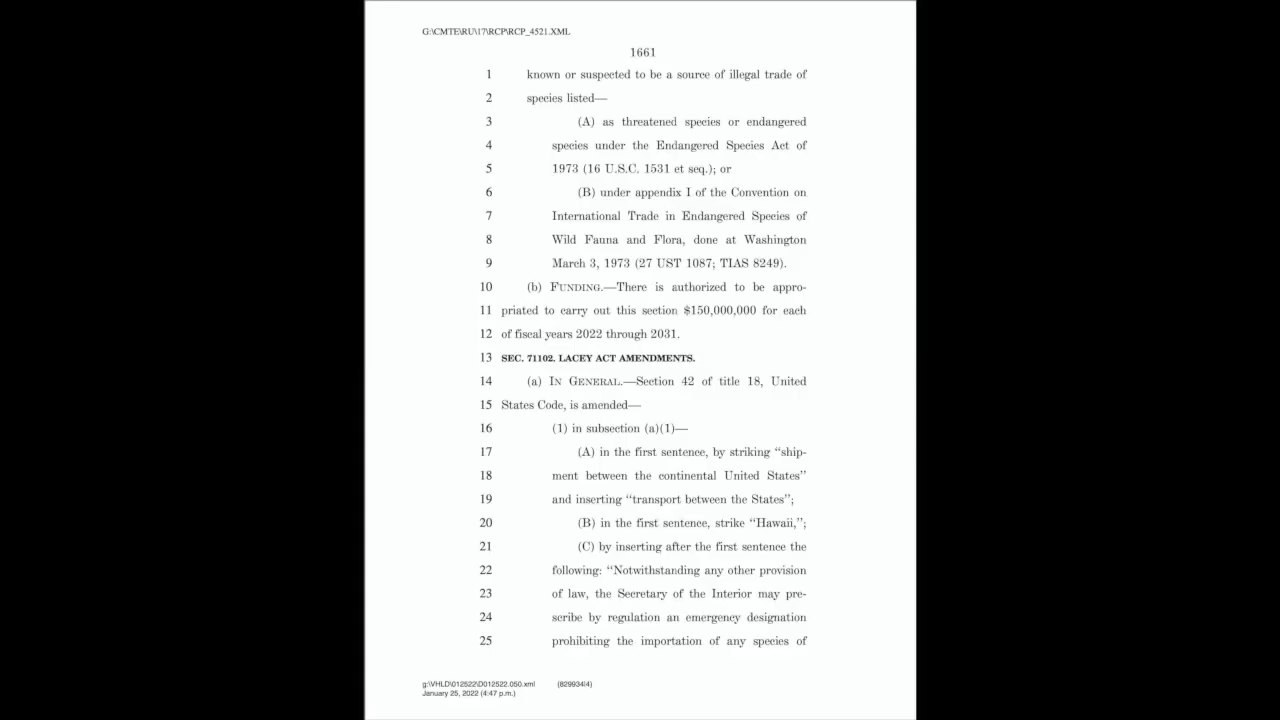 G:\CMTE\RU\17\RCP\RCP_4521.XML
1661
1 known or suspected to be a source of illegal trade of
2 species listed—
3 (A) as threatened species or endangered
4 species under the Endangered Species Act of
5 1973 (16 U.S.C. 1531 et seq.); or
6 (B) under appendix I of the Convention on
7 International Trade in Endangered Species of
8 Wild Fauna and Flora, done at Washington
9 March 3, 1973 (27 UST 1087; TIAS 8249).
10 (b) FUNDING.—There is authorized to be appro-
11 priated to carry out this section $150,000,000 for each
12 of fiscal years 2022 through 2031.
13 SEC. 71102. LACEY ACT AMENDMENTS.
14 (a) IN GENERAL.—Section 42 of title 18, United
15 States Code, is amended—
16 (1) in subsection (a)(1)—
17 (A) in the first sentence, by striking ‘‘ship-
18 ment between the continental United States’’
19 and inserting ‘‘transport between the States’’;
20 (B) in the first sentence, strike ‘‘Hawaii,’’;
21 (C) by inserting after the first sentence the
22 following: ‘‘Notwithstanding any other provision
23 of law, the Secretary of the Interior may pre-
24 scribe by regulation an emergency designation
25 prohibiting the importation of any species of
g:\VHLD\012522\D012522.050.xml (829934|4)
January 25, 2022 (4:47 p.m.)